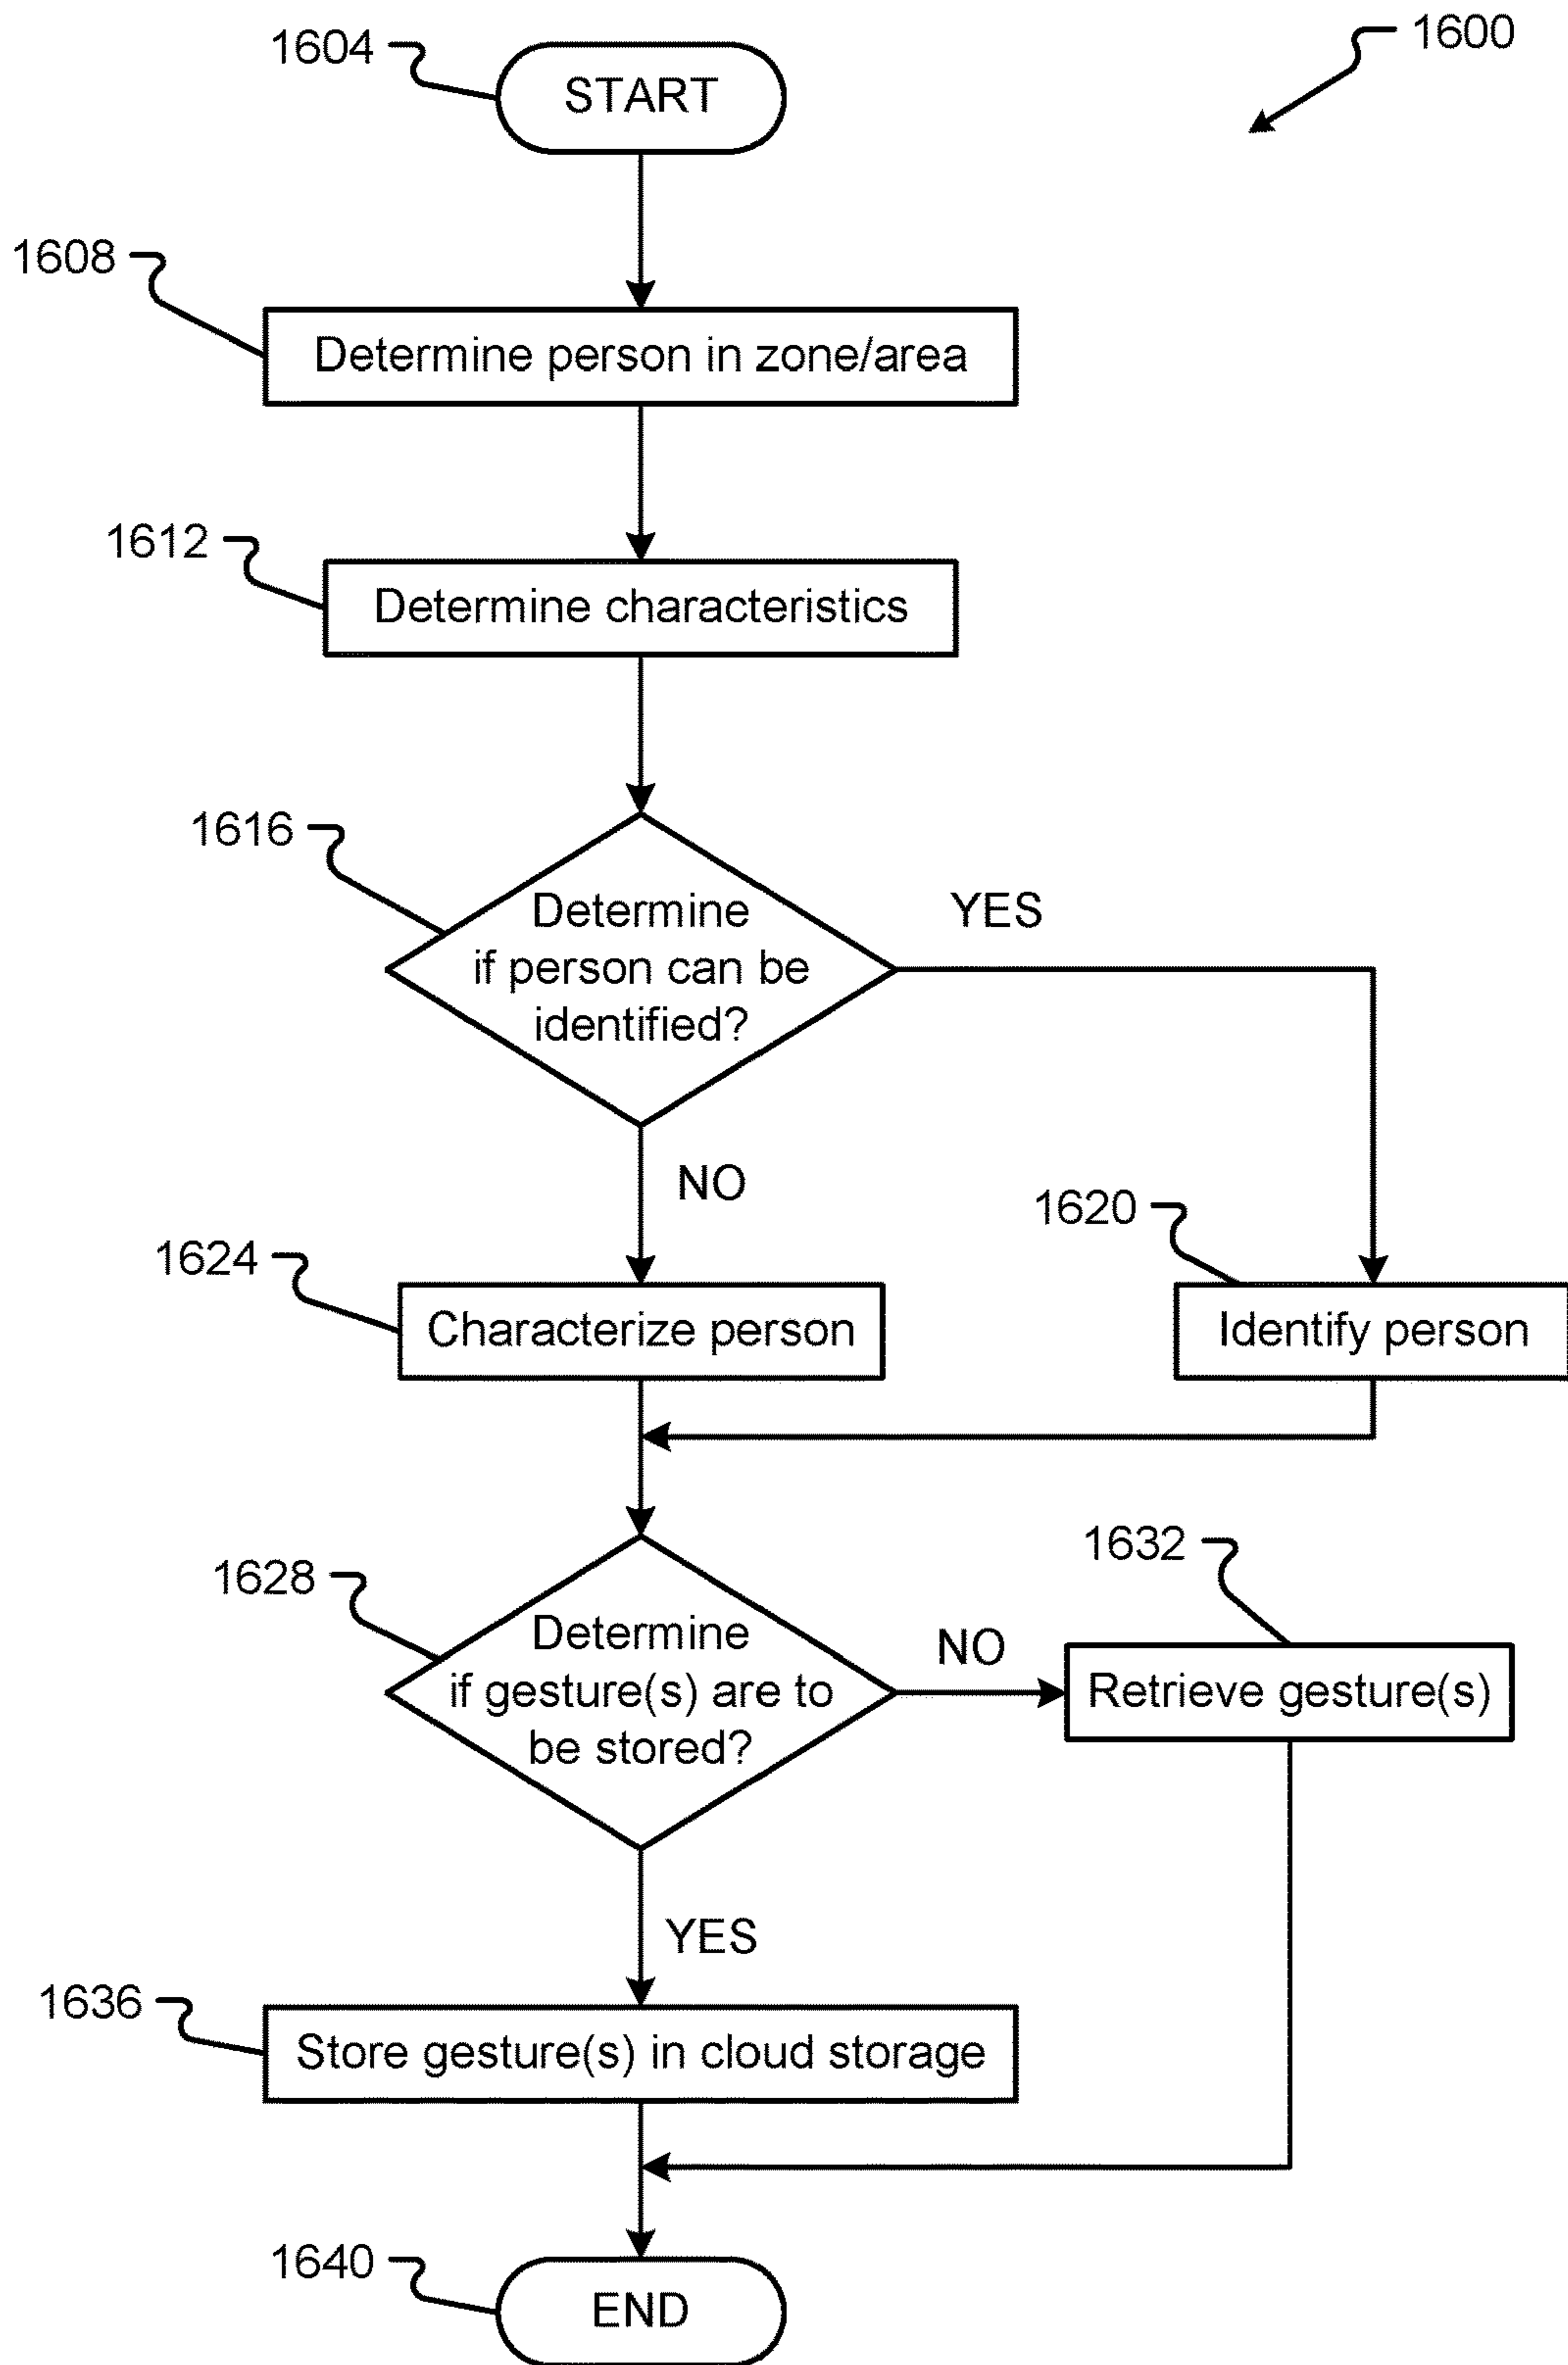 1600
1604
START
1608
Determine person in zone/area
1612
Determine characteristics
1616
Determine
if person can be
identified?
YES
NO
1620
1624
Characterize person
Identify person
1628
Determine
if gesture(s) are to
be stored?
NO
1632
Retrieve gesture(s)
YES
1636
Store gesture(s) in cloud storage
1640
END